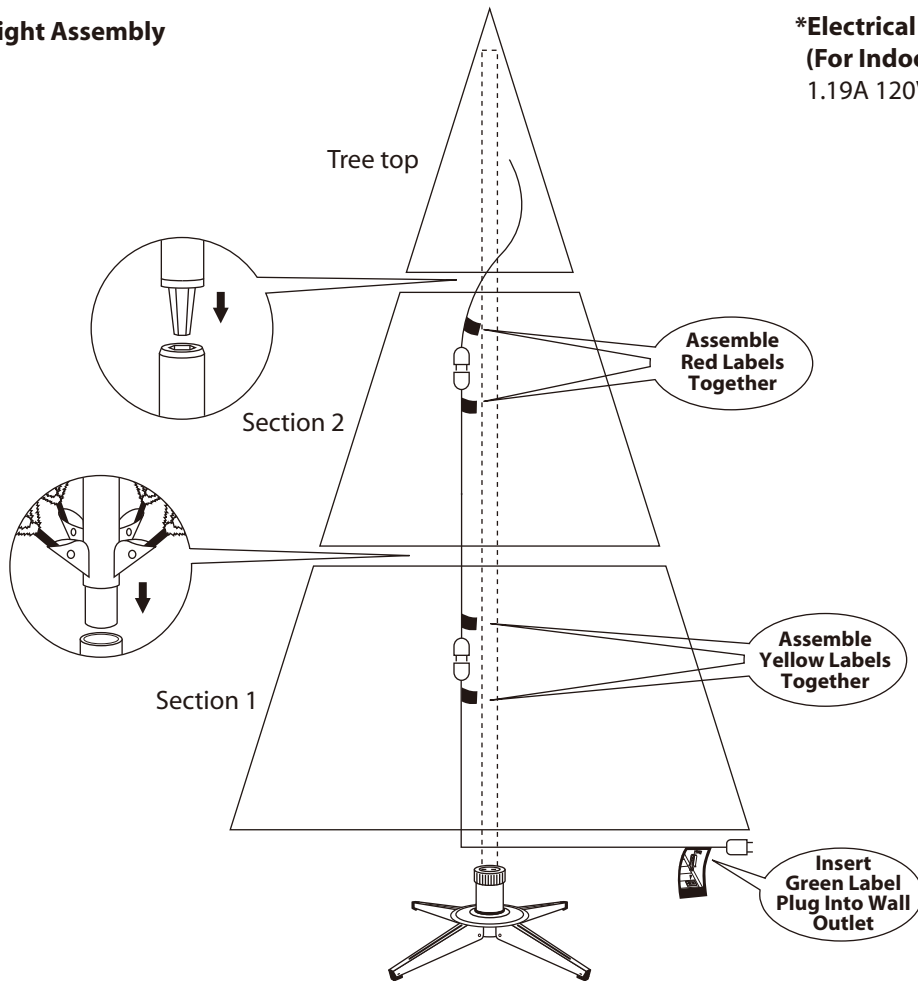 ight Assembly
*Electrical
(For Indoo
1.19A 120V
Tree top
Assemble
Red Labels
Together
Section 2
Assemble
Yellow Labels
Together
Section 1
Insert
Green Label
Plug Into Wall
Outlet